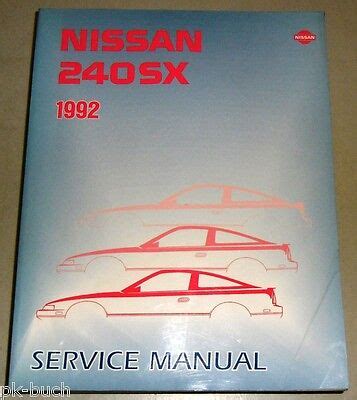 NISSAN
240SX
1992
NISSAN
SERVICE MANUAL
pk-buch